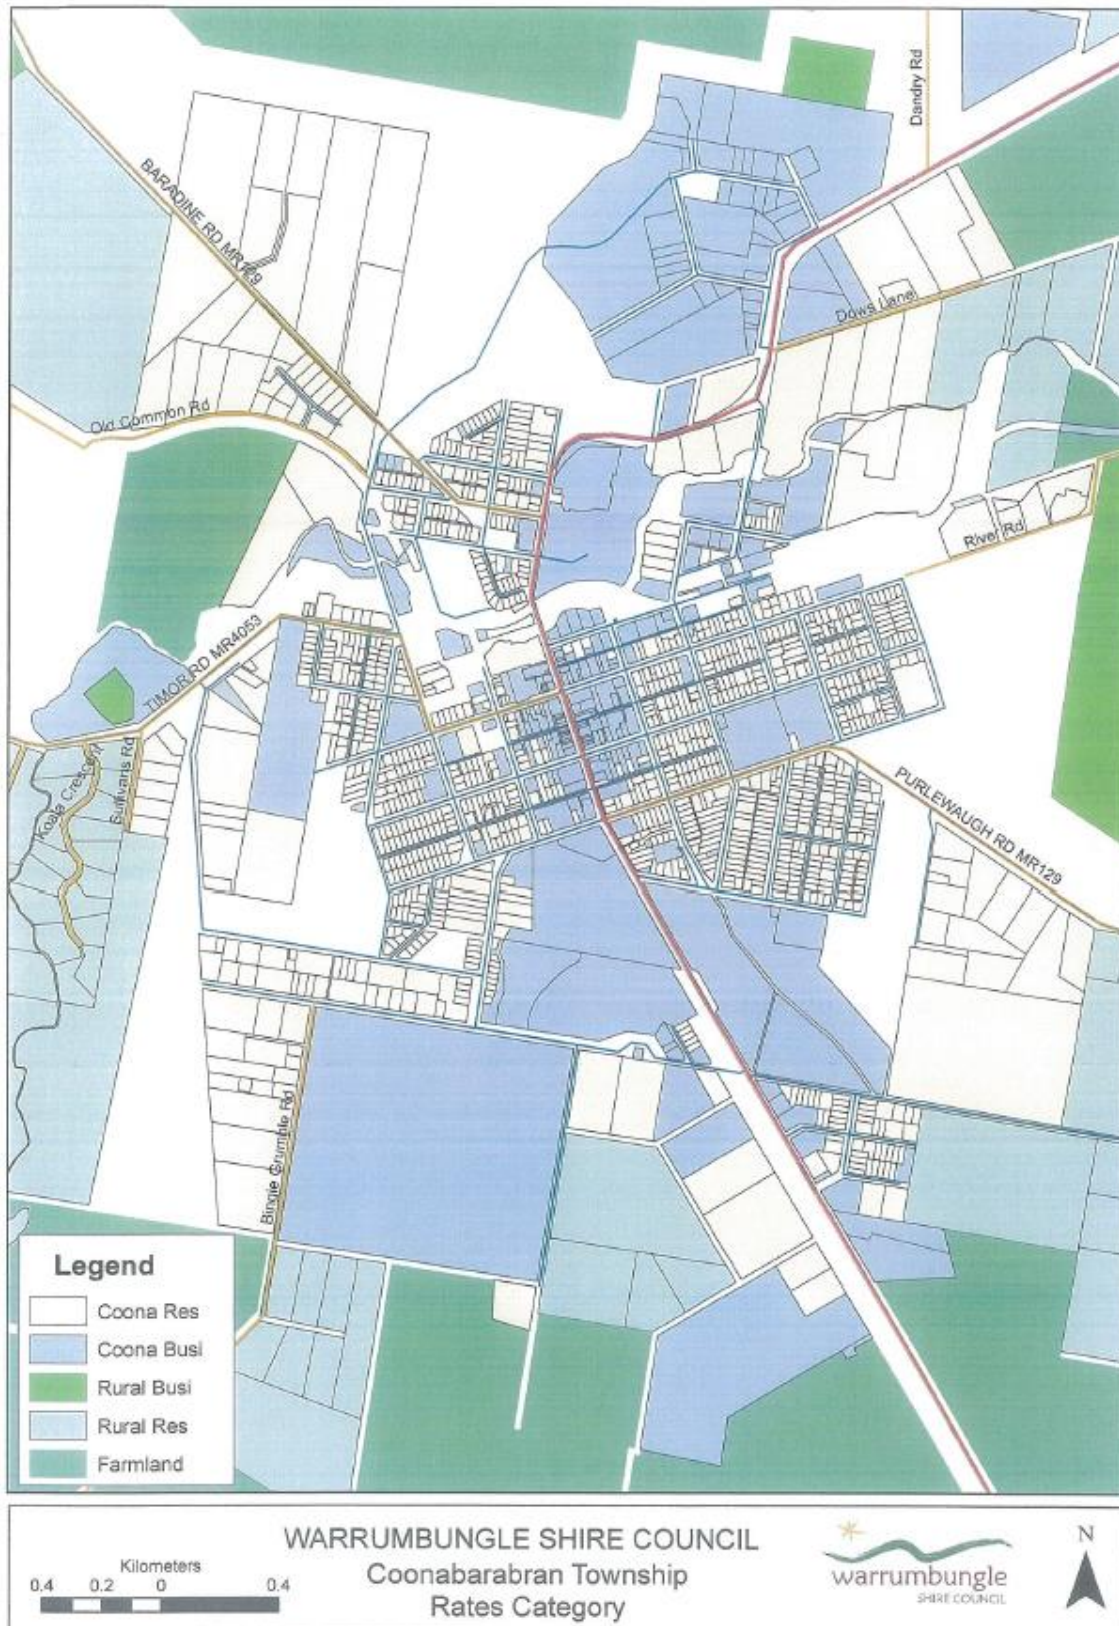 Dandry Rd
BARADINE RD MR129
Dows Lane
Old Common Rd
River Rd
TIMOR RD MR4053
Koala Crescent
Sullivans Rd
PURLEWAUGH RD MR129
Bingie Grumble Rd
Legend
Coona Res
Coona Busi
Rural Busi
Rural Res
Farmland
WARRUMBUNGLE SHIRE COUNCIL
Coonabarabran Township
Rates Category
Kilometers
0.4 0.2 0 0.4
warrumbungle
SHIRE COUNCIL
N